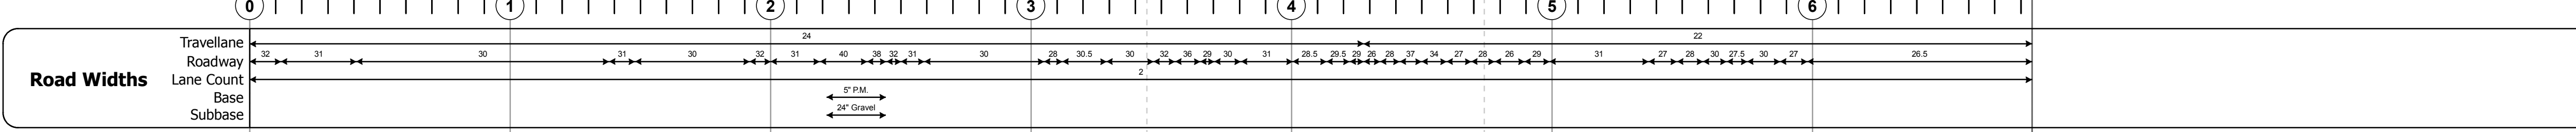 0 1 2 3 4 5 6
Travellane 24 22
Roadway 32 31 30 31 30 32 31 40 38 32 31 30 28 30.5 30 32 36 29 30 31 28.5 29.5 29 26 28 37 34 27 28 26 29 31 27 28 30 27.5 30 27 26.5
Road Widths
Lane Count 2
Base 5" P.M.
Subbase 24" Gravel